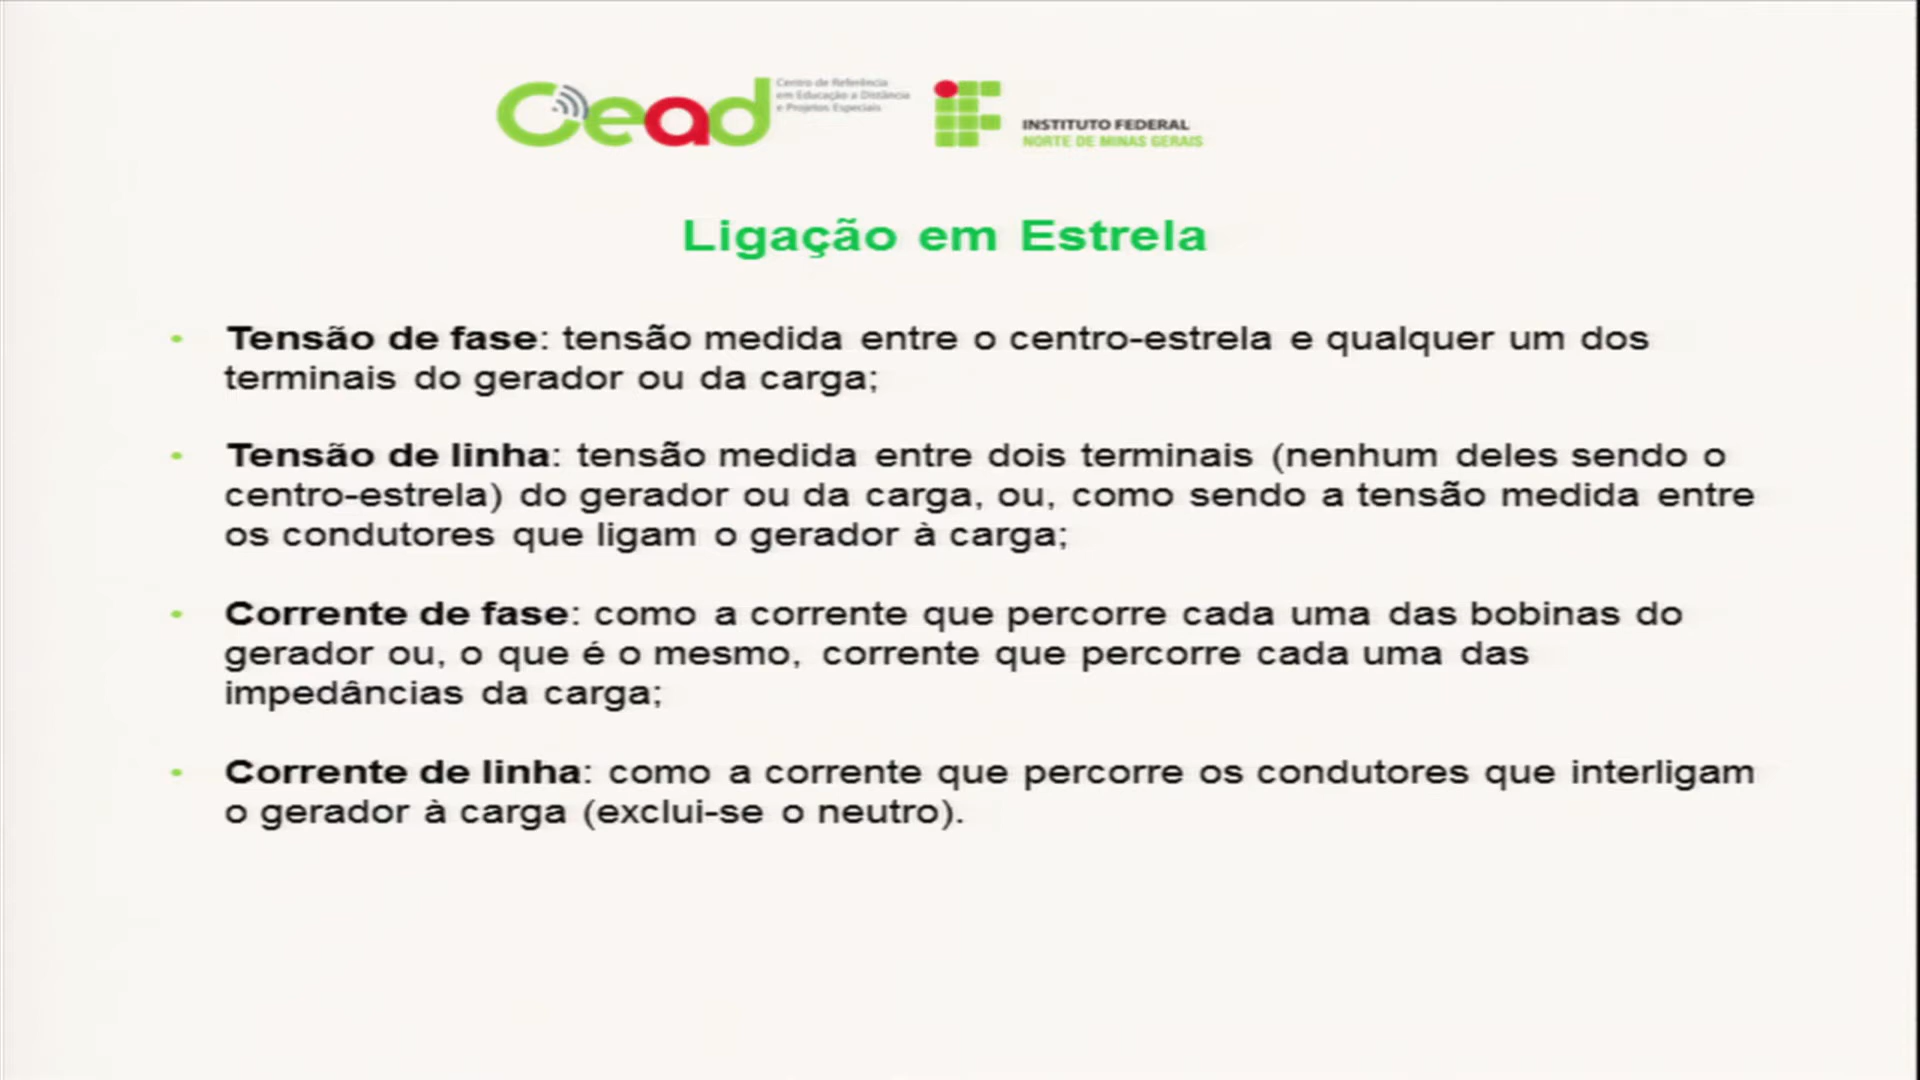 Cead
Centro de Referência
em Educação a Distância
e Projetos Especiais
INSTITUTO FEDERAL
NORTE DE MINAS GERAIS
Ligação em Estrela
• Tensão de fase: tensão medida entre o centro-estrela e qualquer um dos
terminais do gerador ou da carga;
• Tensão de linha: tensão medida entre dois terminais (nenhum deles sendo o
centro-estrela) do gerador ou da carga, ou, como sendo a tensão medida entre
os condutores que ligam o gerador à carga;
• Corrente de fase: como a corrente que percorre cada uma das bobinas do
gerador ou, o que é o mesmo, corrente que percorre cada uma das
impedâncias da carga;
• Corrente de linha: como a corrente que percorre os condutores que interligam
o gerador à carga (exclui-se o neutro).